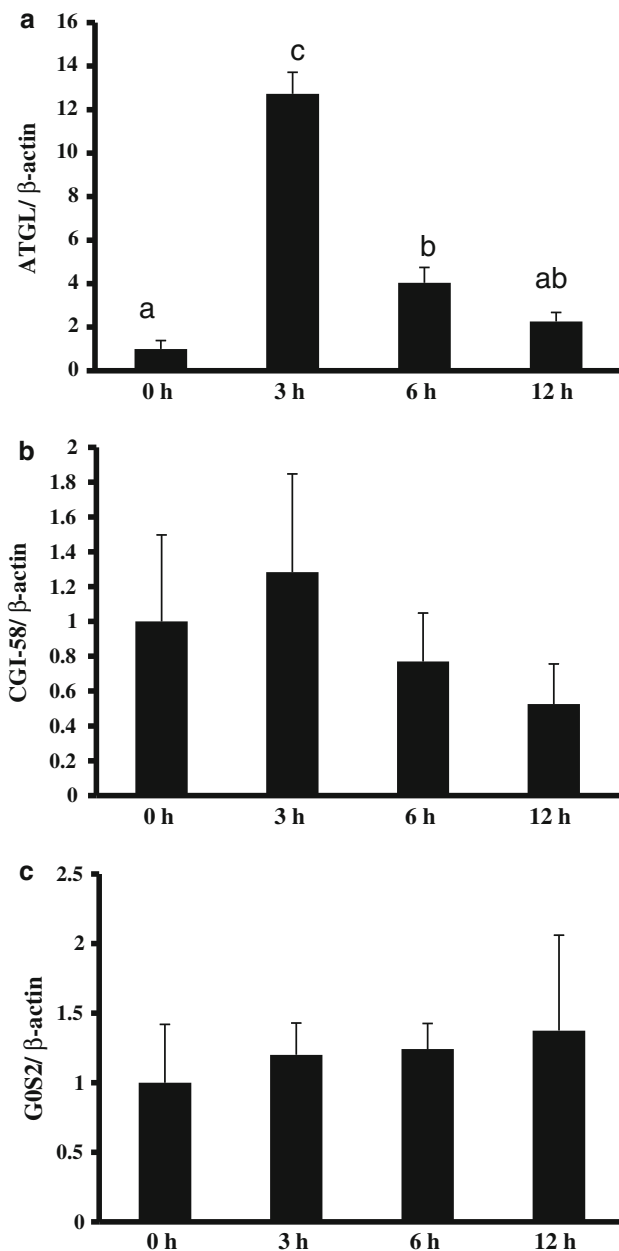 a
ATGL/ β-actin
16
14
12
10
8
6
4
2
0
a
c
b
ab
0 h 3 h 6 h 12 h
b
CGI-58/ β-actin
2
1.8
1.6
1.4
1.2
1
0.8
0.6
0.4
0.2
0
0 h 3 h 6 h 12 h
c
G0S2/ β-actin
2.5
2
1.5
1
0.5
0
0 h 3 h 6 h 12 h